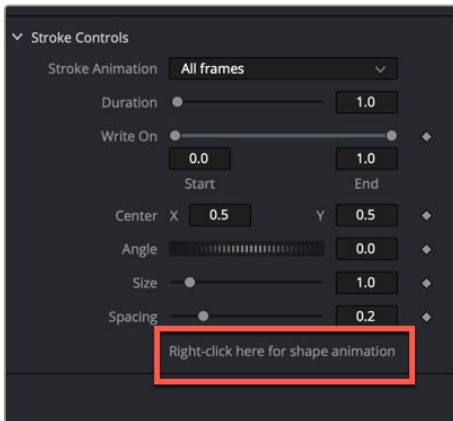 Stroke Controls
Stroke Animation All frames
Duration 1.0
Write On
0.0 1.0
Start End
Center X 0.5 Y 0.5
Angle 0.0
Size 1.0
Spacing 0.2
Right-click here for shape animation